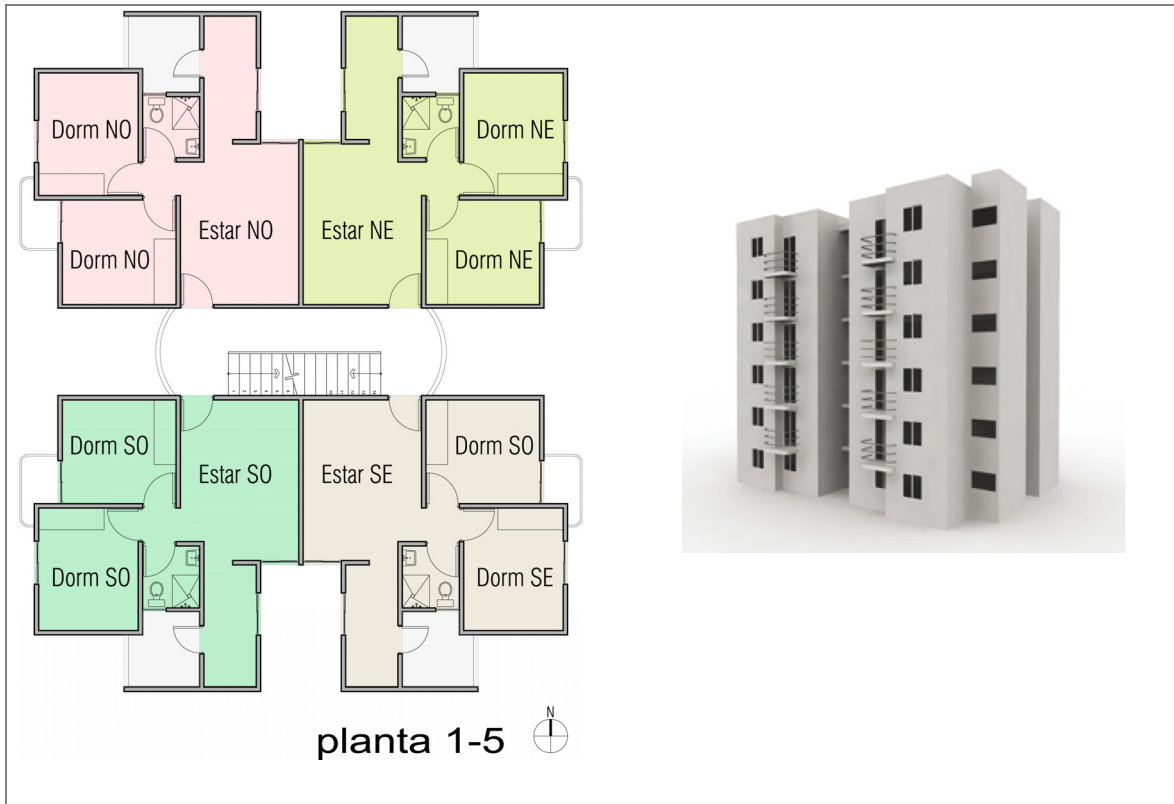 Dorm NO
Dorm NE
Dorm NO
Estar NO
Estar NE
Dorm NE
Dorm SO
Estar SO
Estar SE
Dorm SO
Dorm SO
Dorm SE
planta 1-5
N